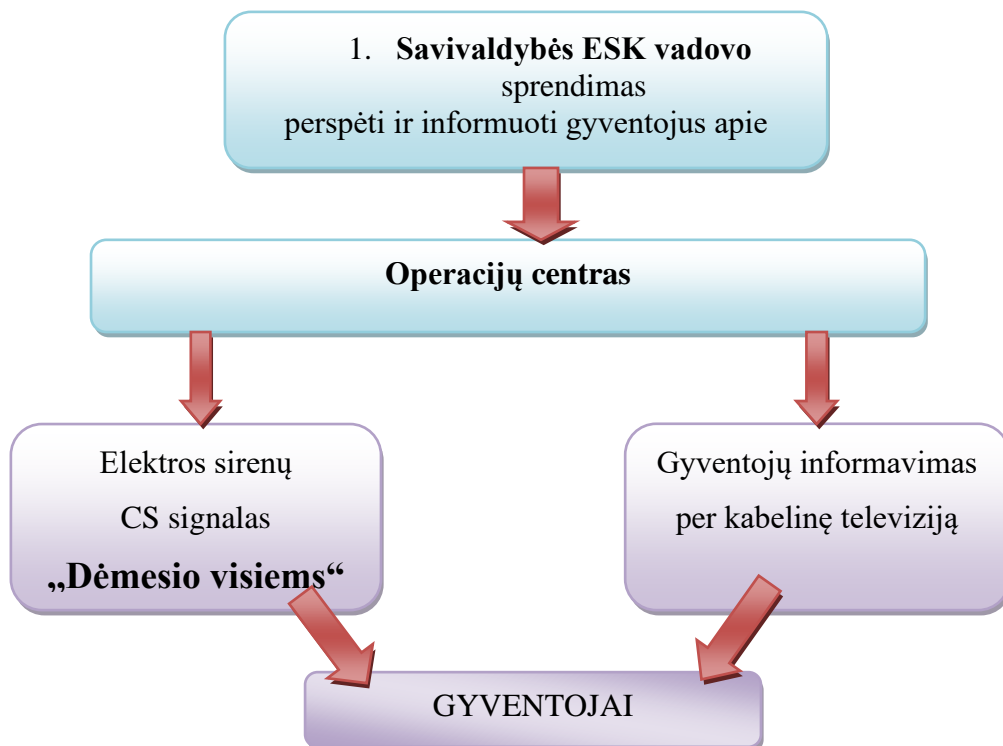 1. Savivaldybės ESK vadovo
sprendimas
perspėti ir informuoti gyventojus apie
Operacijų centras
Elektros sirenų
CS signalas
„Dėmesio visiems“
Gyventojų informavimas
per kabelinę televiziją
GYVENTOJAI